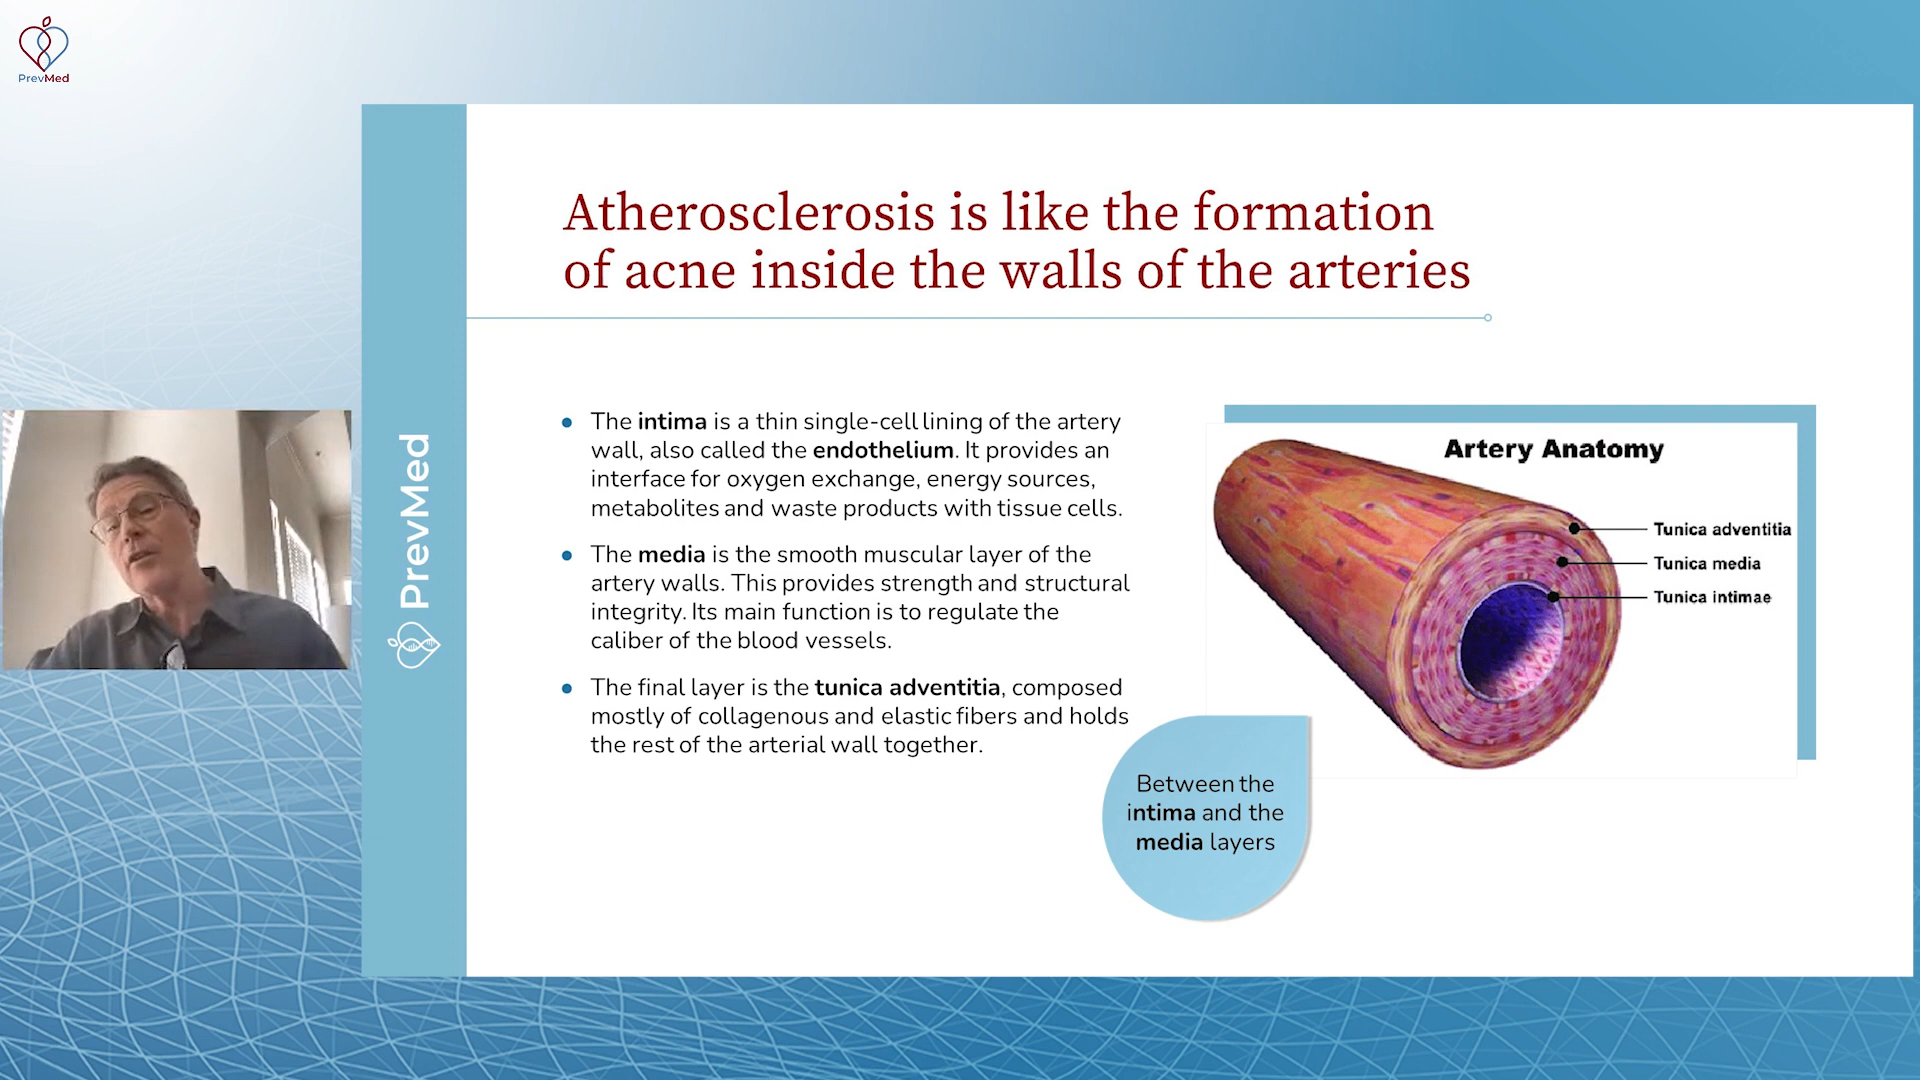 PrevMed
Atherosclerosis is like the formation
of acne inside the walls of the arteries
PrevMed
• The intima is a thin single-cell lining of the artery
wall, also called the endothelium. It provides an
interface for oxygen exchange, energy sources,
metabolites and waste products with tissue cells.
• The media is the smooth muscular layer of the
artery walls. This provides strength and structural
integrity. Its main function is to regulate the
caliber of the blood vessels.
• The final layer is the tunica adventitia, composed
mostly of collagenous and elastic fibers and holds
the rest of the arterial wall together.
Artery Anatomy
Tunica adventitia
Tunica media
Tunica intimae
Between the
intima and the
media layers